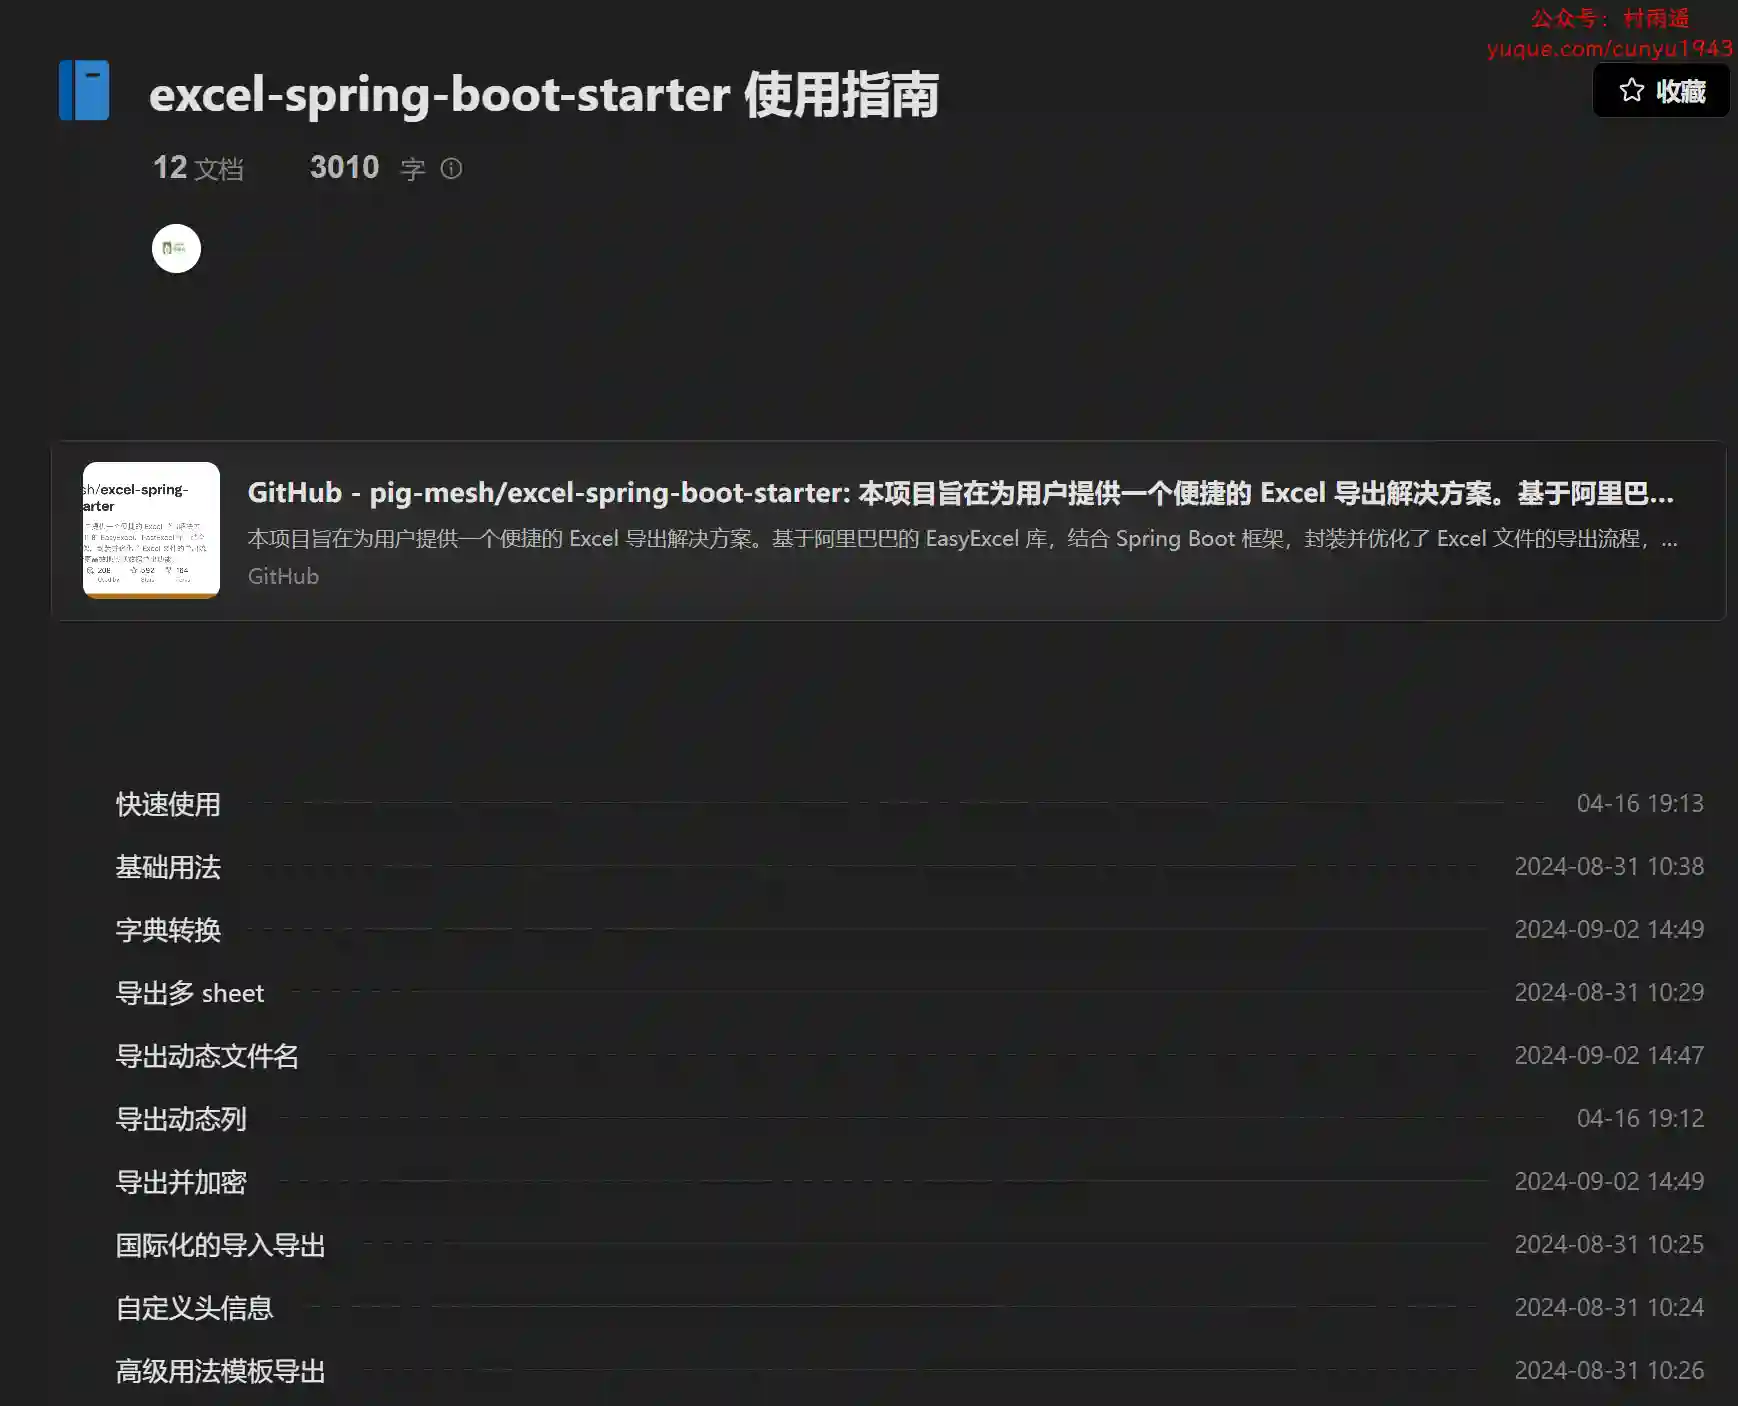 公众号：村雨遥
yuque.com/cunyu1943
excel-spring-boot-starter 使用指南
收藏
12 文档 3010 字
sh/excel-spring-
arter
GitHub - pig-mesh/excel-spring-boot-starter: 本项目旨在为用户提供一个便捷的 Excel 导出解决方案。基于阿里巴...
本项目旨在为用户提供一个便捷的 Excel 导出解决方案。基于阿里巴巴的 EasyExcel 库，结合 Spring Boot 框架，封装并优化了 Excel 文件的导出流程，...
GitHub
快速使用 04-16 19:13
基础用法 2024-08-31 10:38
字典转换 2024-09-02 14:49
导出多 sheet 2024-08-31 10:29
导出动态文件名 2024-09-02 14:47
导出动态列 04-16 19:12
导出并加密 2024-09-02 14:49
国际化的导入导出 2024-08-31 10:25
自定义头信息 2024-08-31 10:24
高级用法模板导出 2024-08-31 10:26